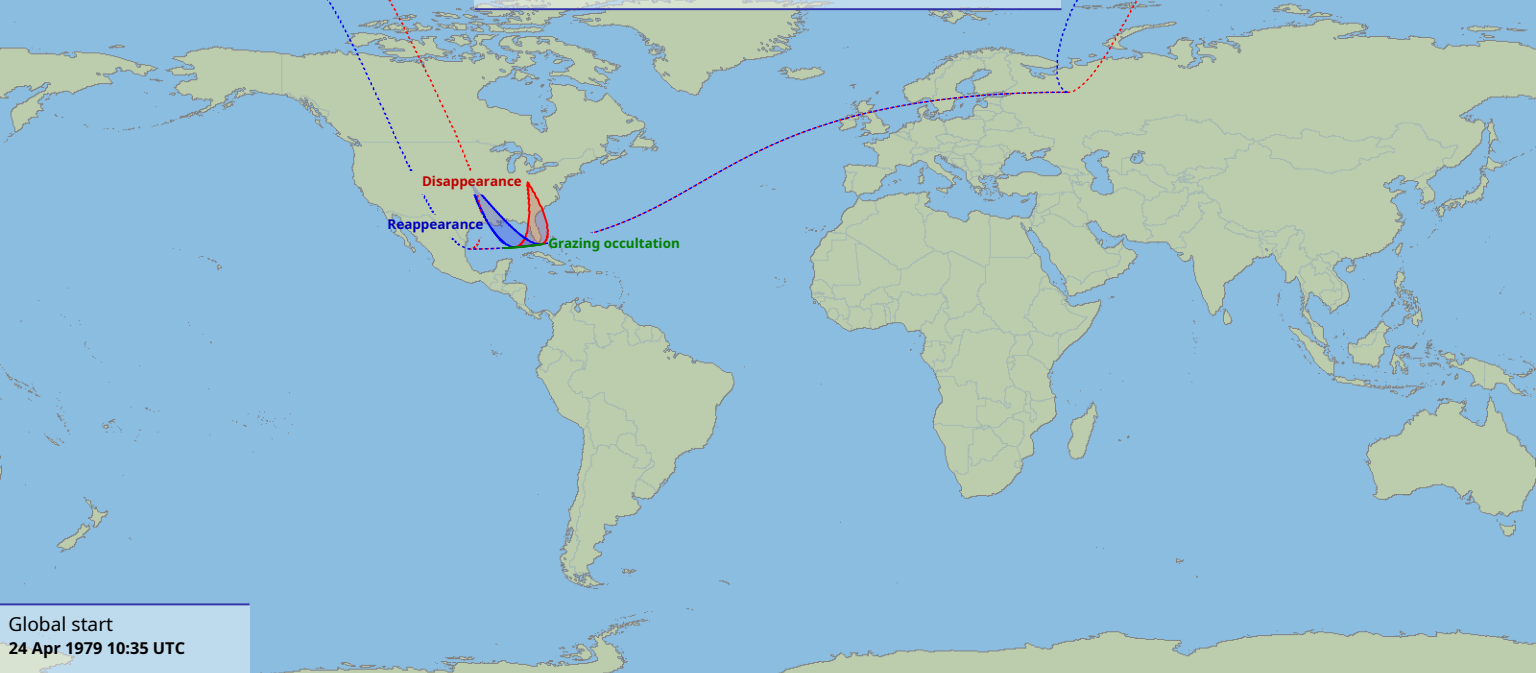 Disappearance
Reappearance
Grazing occultation
Global start
24 Apr 1979 10:35 UTC